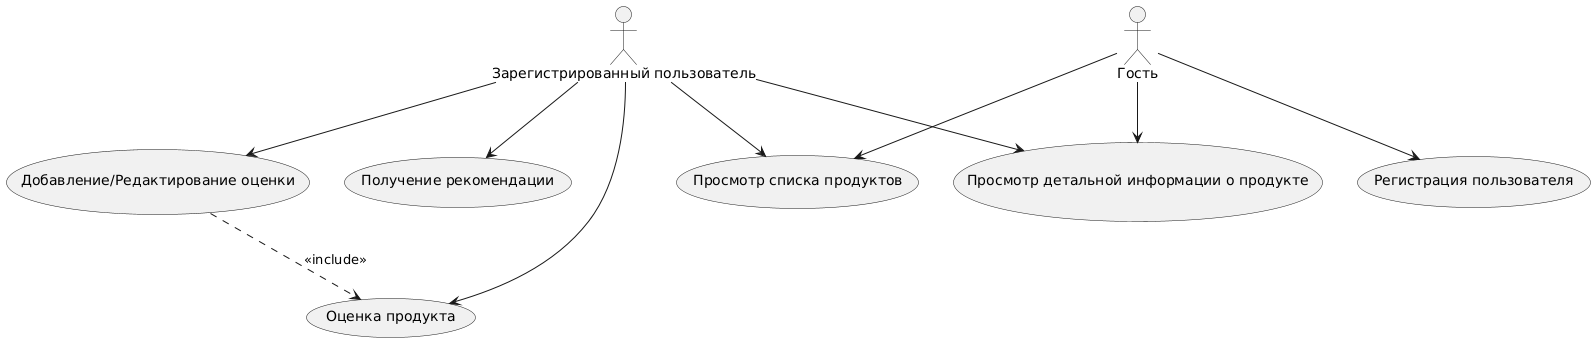 Зарегистрированный пользователь
Гость
Добавление/Редактирование оценки
Получение рекомендации
Просмотр списка продуктов
Просмотр детальной информации о продукте
Регистрация пользователя
«include»
Оценка продукта